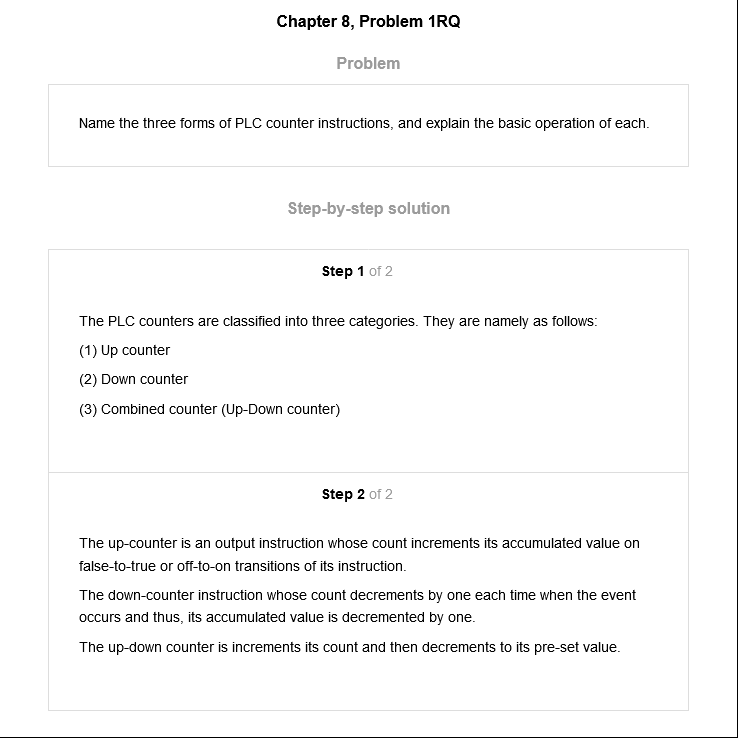 Chapter 8, Problem 1RQ
Problem
Name the three forms of PLC counter instructions, and explain the basic operation of each.
Step-by-step solution
Step 1 of 2
The PLC counters are classified into three categories. They are namely as follows:
(1) Up counter
(2) Down counter
(3) Combined counter (Up-Down counter)
Step 2 of 2
The up-counter is an output instruction whose count increments its accumulated value on
false-to-true or off-to-on transitions of its instruction.
The down-counter instruction whose count decrements by one each time when the event
occurs and thus, its accumulated value is decremented by one.
The up-down counter is increments its count and then decrements to its pre-set value.